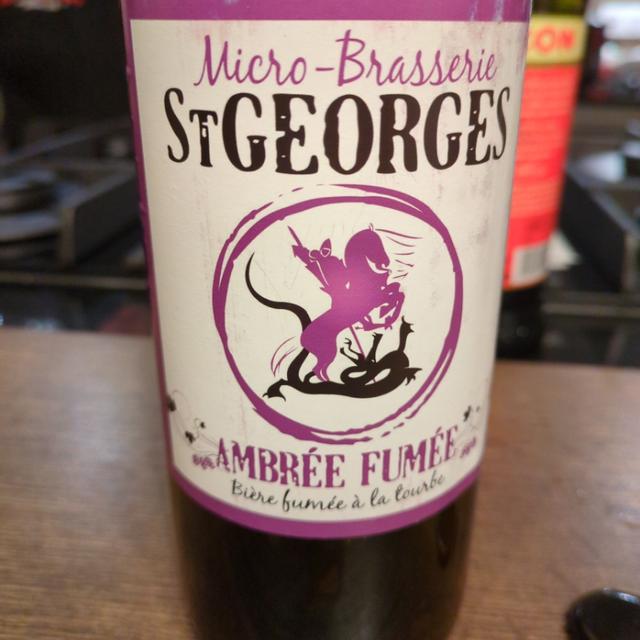 Micro-Brasserie
STGEORGES
AMBRÉE FUMÉE
Bière fumée à la tourbe